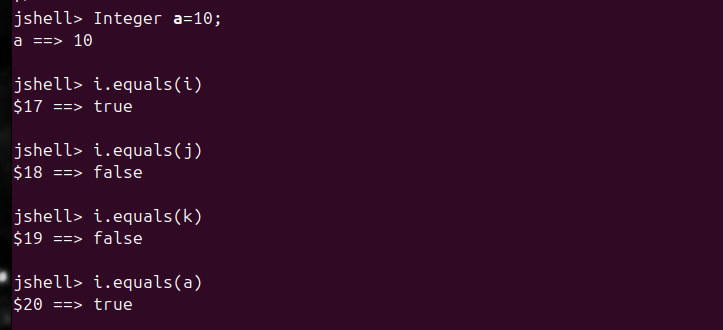 jshell> Integer a=10;
a ==> 10
jshell> i.equals(i)
$17 ==> true
jshell> i.equals(j)
$18 ==> false
jshell> i.equals(k)
$19 ==> false
jshell> i.equals(a)
$20 ==> true